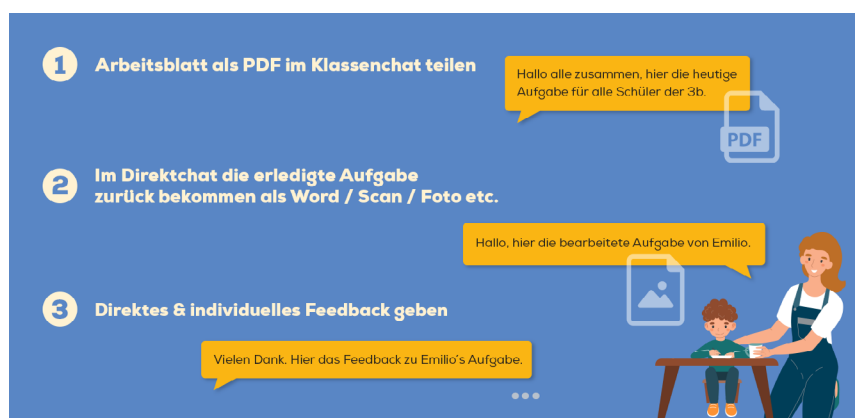 1 Arbeitsblatt als PDF im Klassenchat teilen
Hallo alle zusammen, hier die heutige
Aufgabe für alle Schüler der 3b.
PDF
2 Im Direktchat die erledigte Aufgabe
zurück bekommen als Word / Scan / Foto etc.
Hallo, hier die bearbeitete Aufgabe von Emilio.
3 Direktes & individuelles Feedback geben
Vielen Dank. Hier das Feedback zu Emilio's Aufgabe.